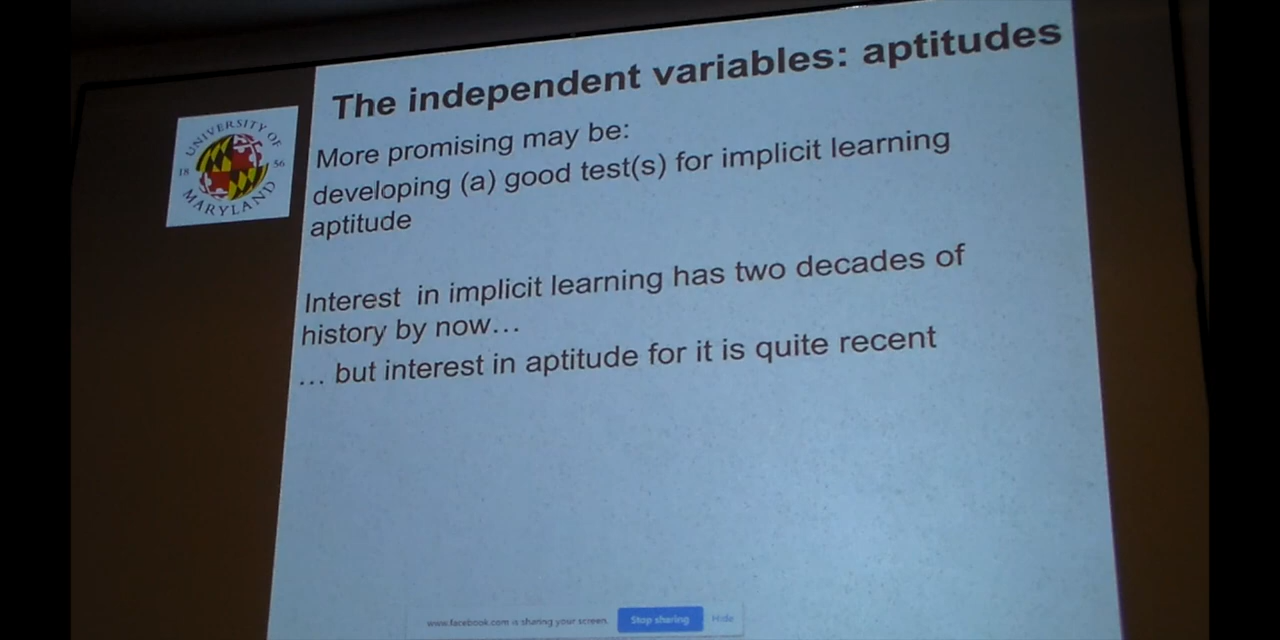 The independent variables: aptitudes
UNIVERSITY OF
18 56
MARYLAND
More promising may be:
developing (a) good test(s) for implicit learning
aptitude
Interest in implicit learning has two decades of
history by now…
… but interest in aptitude for it is quite recent
www.facebook.com is sharing your screen.
Stop sharing
Hide